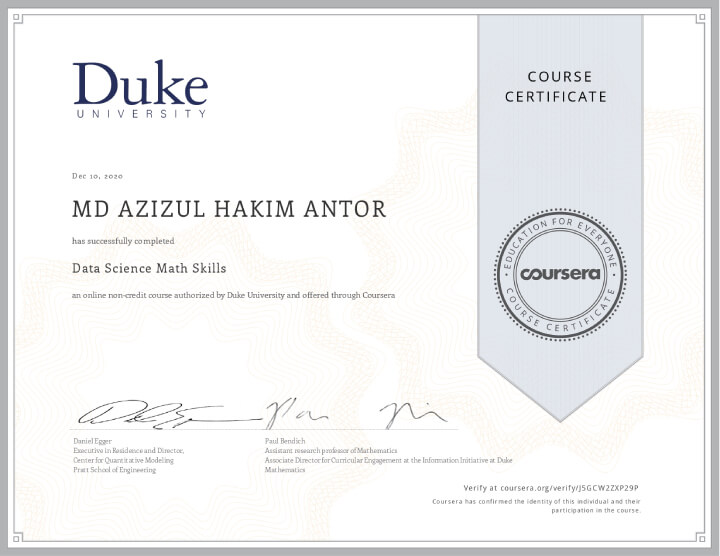 Duke
UNIVERSITY
COURSE
CERTIFICATE
Dec 10, 2020
MD AZIZUL HAKIM ANTOR
has successfully completed
Data Science Math Skills
an online non-credit course authorized by Duke University and offered through Coursera
EDUCATION FOR EVERYONE
coursera
COURSE CERTIFICATE
Daniel Egger
Executive in Residence and Director,
Center for Quantitative Modeling
Pratt School of Engineering
Paul Bendich
Assistant research professor of Mathematics
Associate Director for Curricular Engagement at the Information Initiative at Duke
Mathematics
Verify at coursera.org/verify/J5GCW2ZXP29P
Coursera has confirmed the identity of this individual and their
participation in the course.